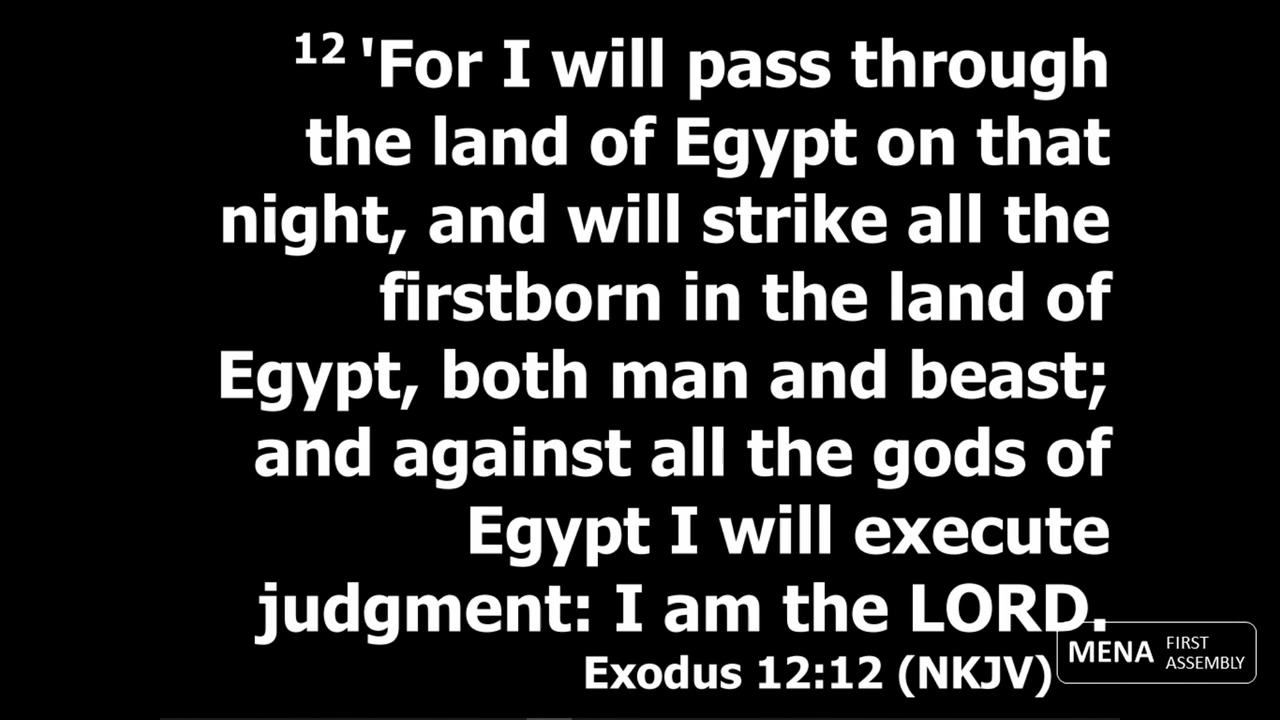 12 'For I will pass through
the land of Egypt on that
night, and will strike all the
firstborn in the land of
Egypt, both man and beast;
and against all the gods of
Egypt I will execute
judgment: I am the LORD.
Exodus 12:12 (NKJV)
MENA FIRST
ASSEMBLY